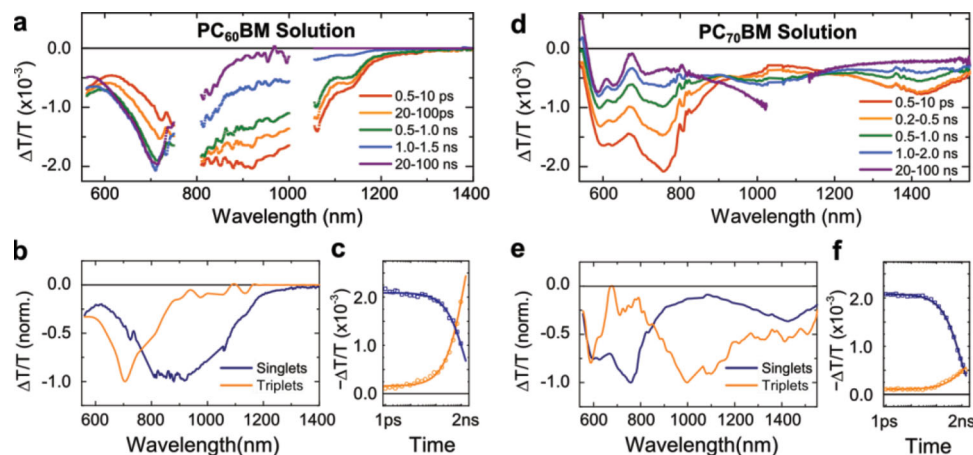 a
PC60BM Solution
ΔT/T (x10-3)
0.0
-1.0
-2.0
0.5-10 ps
20-100ps
0.5-1.0 ns
1.0-1.5 ns
20-100 ns
600 800 1000 1200 1400
Wavelength (nm)
d
PC70BM Solution
ΔT/T (x10-3)
0.0
-1.0
-2.0
0.5-10 ps
0.2-0.5 ns
0.5-1.0 ns
1.0-2.0 ns
20-100 ns
600 800 1000 1200 1400
Wavelength (nm)
b
ΔT/T (norm.)
0.0
-0.5
-1.0
Singlets
Triplets
600 800 1000 1200 1400
Wavelength(nm)
c
-ΔT/T (x10-3)
2.0
1.0
0.0
1ps 2ns
Time
e
ΔT/T (norm.)
0.0
-0.5
-1.0
Singlets
Triplets
600 800 1000 1200 1400
Wavelength(nm)
f
-ΔT/T (x10-3)
2.0
1.0
0.0
1ps 2ns
Time